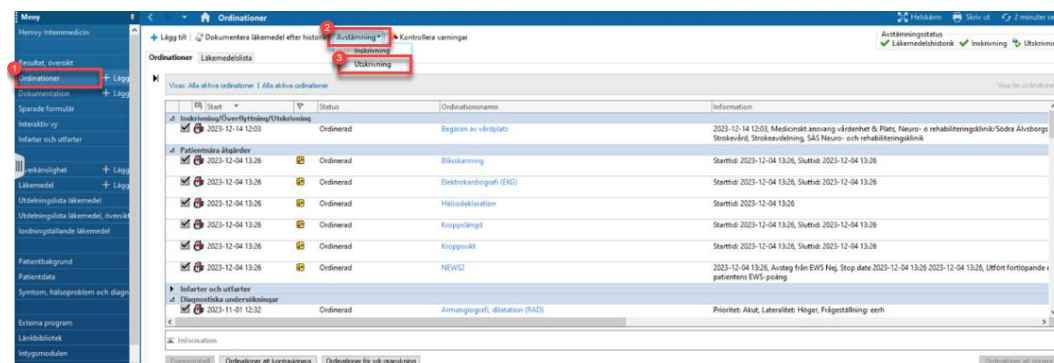 Meny
Ordinationer
Helskärm Skriv ut 2 minuter se
Hemvy Internmedicin
+ Lägg till Dokumentera läkemedel efter histori Avstämning Kontrollera varningar
Avstämningsstatus
Läkemedelshistorik Inskrivning Utskrivni
2
Inskrivning
3 Utskrivning
Ordinationer Läkemedelslista
Resultat, översikt
1
Ordinationer + Lägg
Dokumentation + Lägg
Sparade formulär
Interaktiv vy
Infarter och utfarter
verkänslighet + Lägg
Läkemedel + Lägg
Utdelningslista läkemedel
Utdelningslista läkemedel, översikt
Iordningställande läkemedel
Patientbakgrund
Patientdata
Symtom, hälsoproblem och diagn
Externa program
Länkbibliotek
Intygsmodulen
Visas: Alla aktiva ordinationer | Alla aktiva ordinationer
Visa fler ordinationer
Start Status Ordinationsnamn Information
Inskrivning/Överflyttning/Utskrivning
2023-12-14 12:03 Ordinerad Begäran av vårdplats 2023-12-14 12:03, Medicinskt ansvarig vårdenhet & Plats, Neuro- o rehabiliteringsklinik/Södra Älvsborgs
Strokevård, Strokeavdelning, SÄS Neuro- och rehabiliteringsklinik
Patientnära åtgärder
2023-12-04 13:26 Ordinerad Blåsskanning Starttid: 2023-12-04 13:26, Sluttid: 2023-12-04 13:26
2023-12-04 13:26 Ordinerad Elektrokardiografi (EKG) Starttid: 2023-12-04 13:26, Sluttid: 2023-12-04 13:26
2023-12-04 13:26 Ordinerad Hälsodeklaration Starttid: 2023-12-04 13:26
2023-12-04 13:26 Ordinerad Kroppslängd Starttid: 2023-12-04 13:26, Sluttid: 2023-12-04 13:26
2023-12-04 13:26 Ordinerad Kroppsvikt Starttid: 2023-12-04 13:26, Sluttid: 2023-12-04 13:26
2023-12-04 13:26 Ordinerad NEWS2 2023-12-04 13:26, Avsteg från EWS Nej, Stop date 2023-12-04 13:26 2023-12-04 13:26, Utfört fortlöpande e
patientens EWS-poäng
Infarter och utfarter
Diagnostiska undersökningar
2023-11-01 12:32 Ordinerad Armangiografi, dilatation (RAD) Prioritet: Akut, Lateralitet: Höger, Frågeställning: eerh
Information
Diagnostabell Ordinationer att kontrasignera Ordinationer för ssk-granskning